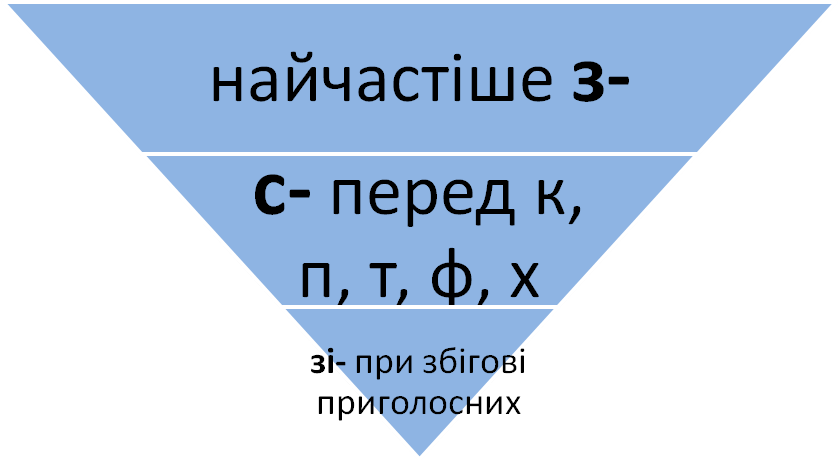 найчастіше з-
с- перед к,
п, т, ф, х
зі- при збігові
приголосних